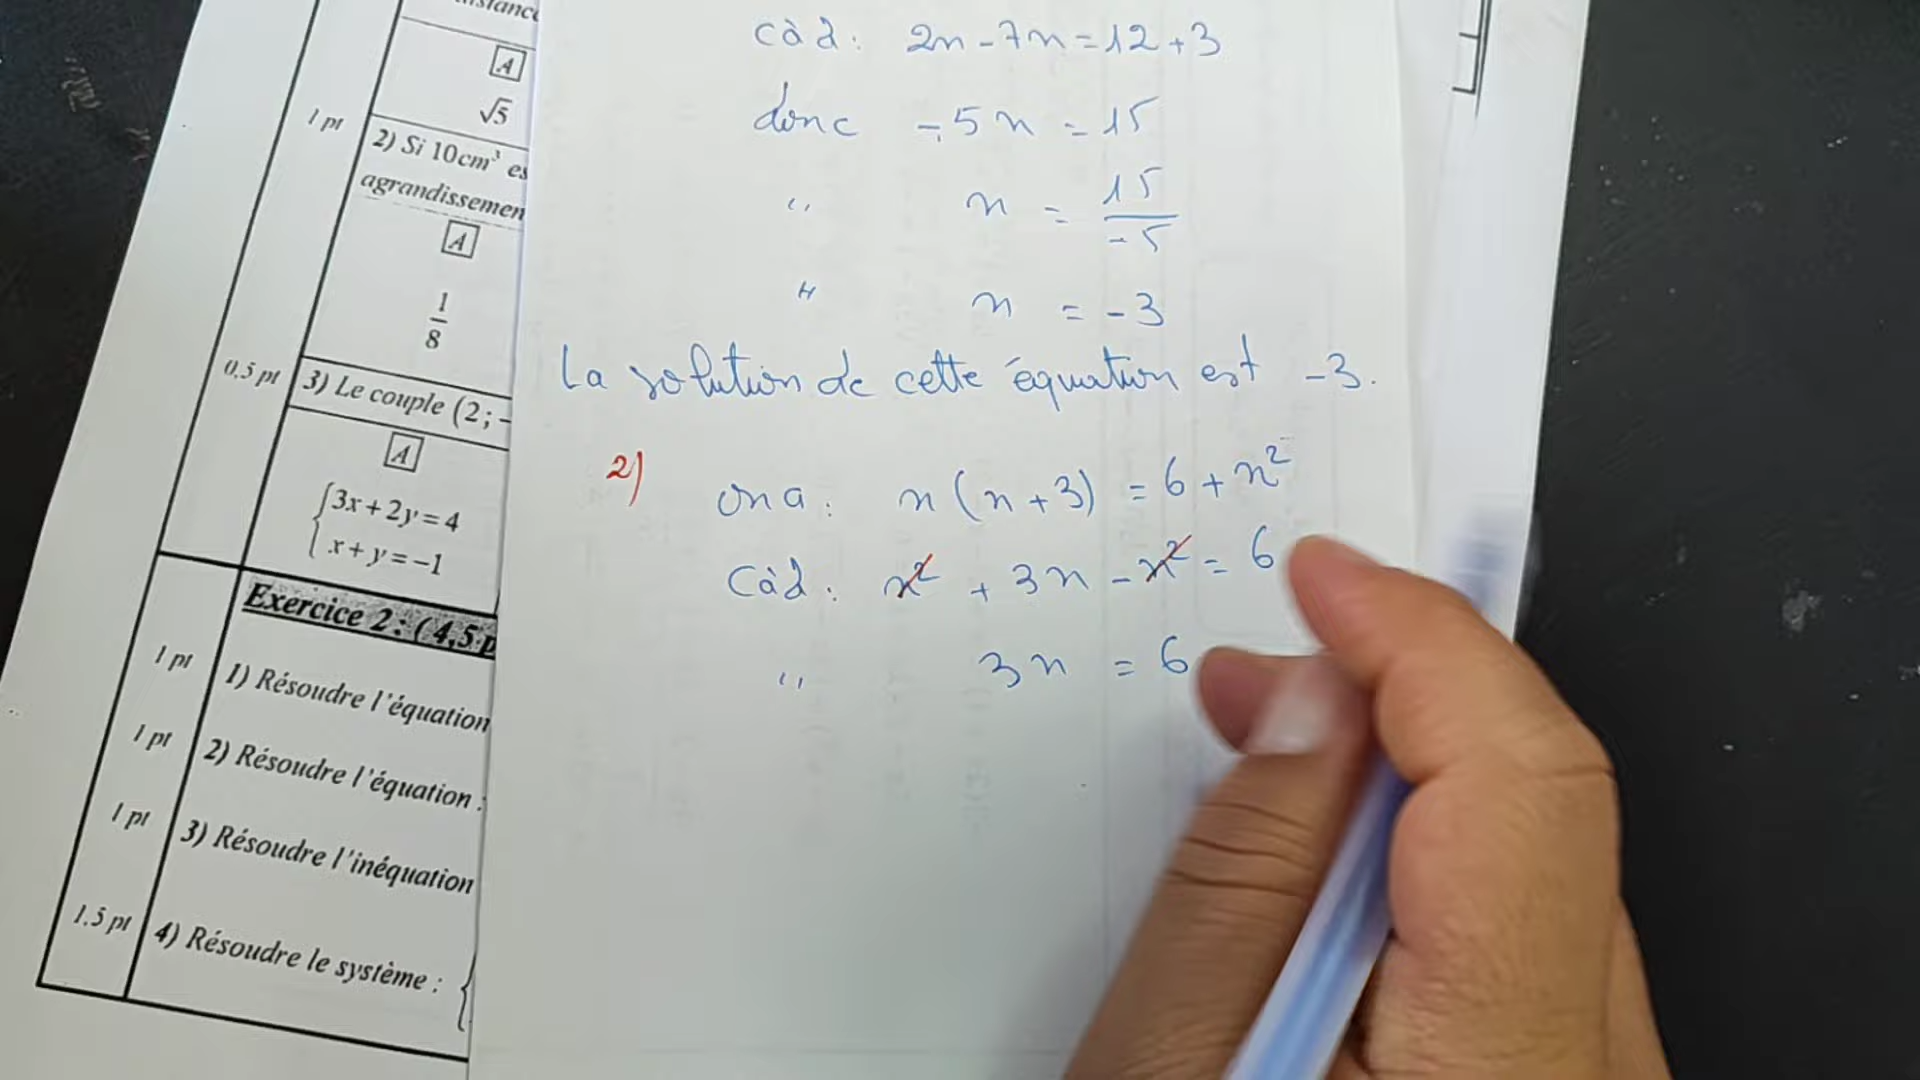 A
√5
1 pt
2) Si 10cm³
agrandissemen
A
1/8
0,5 pt
3) Le couple (2; -
A
{3x+2y=4
x+y=-1
Exercice 2 : ( 4,5 p
1 pt
1) Résoudre l'équation
1 pt
2) Résoudre l'équation :
1 pt
3) Résoudre l'inéquation
1.5 pt
4) Résoudre le système : {
càd : 2x - 7x = 12 + 3
donc -5x = 15
" x = 15/-5
" x = -3
La solution de cette équation est -3.
2) on a : x(x+3) = 6 + x²
Càd : x² + 3x - x² = 6
" 3x = 6